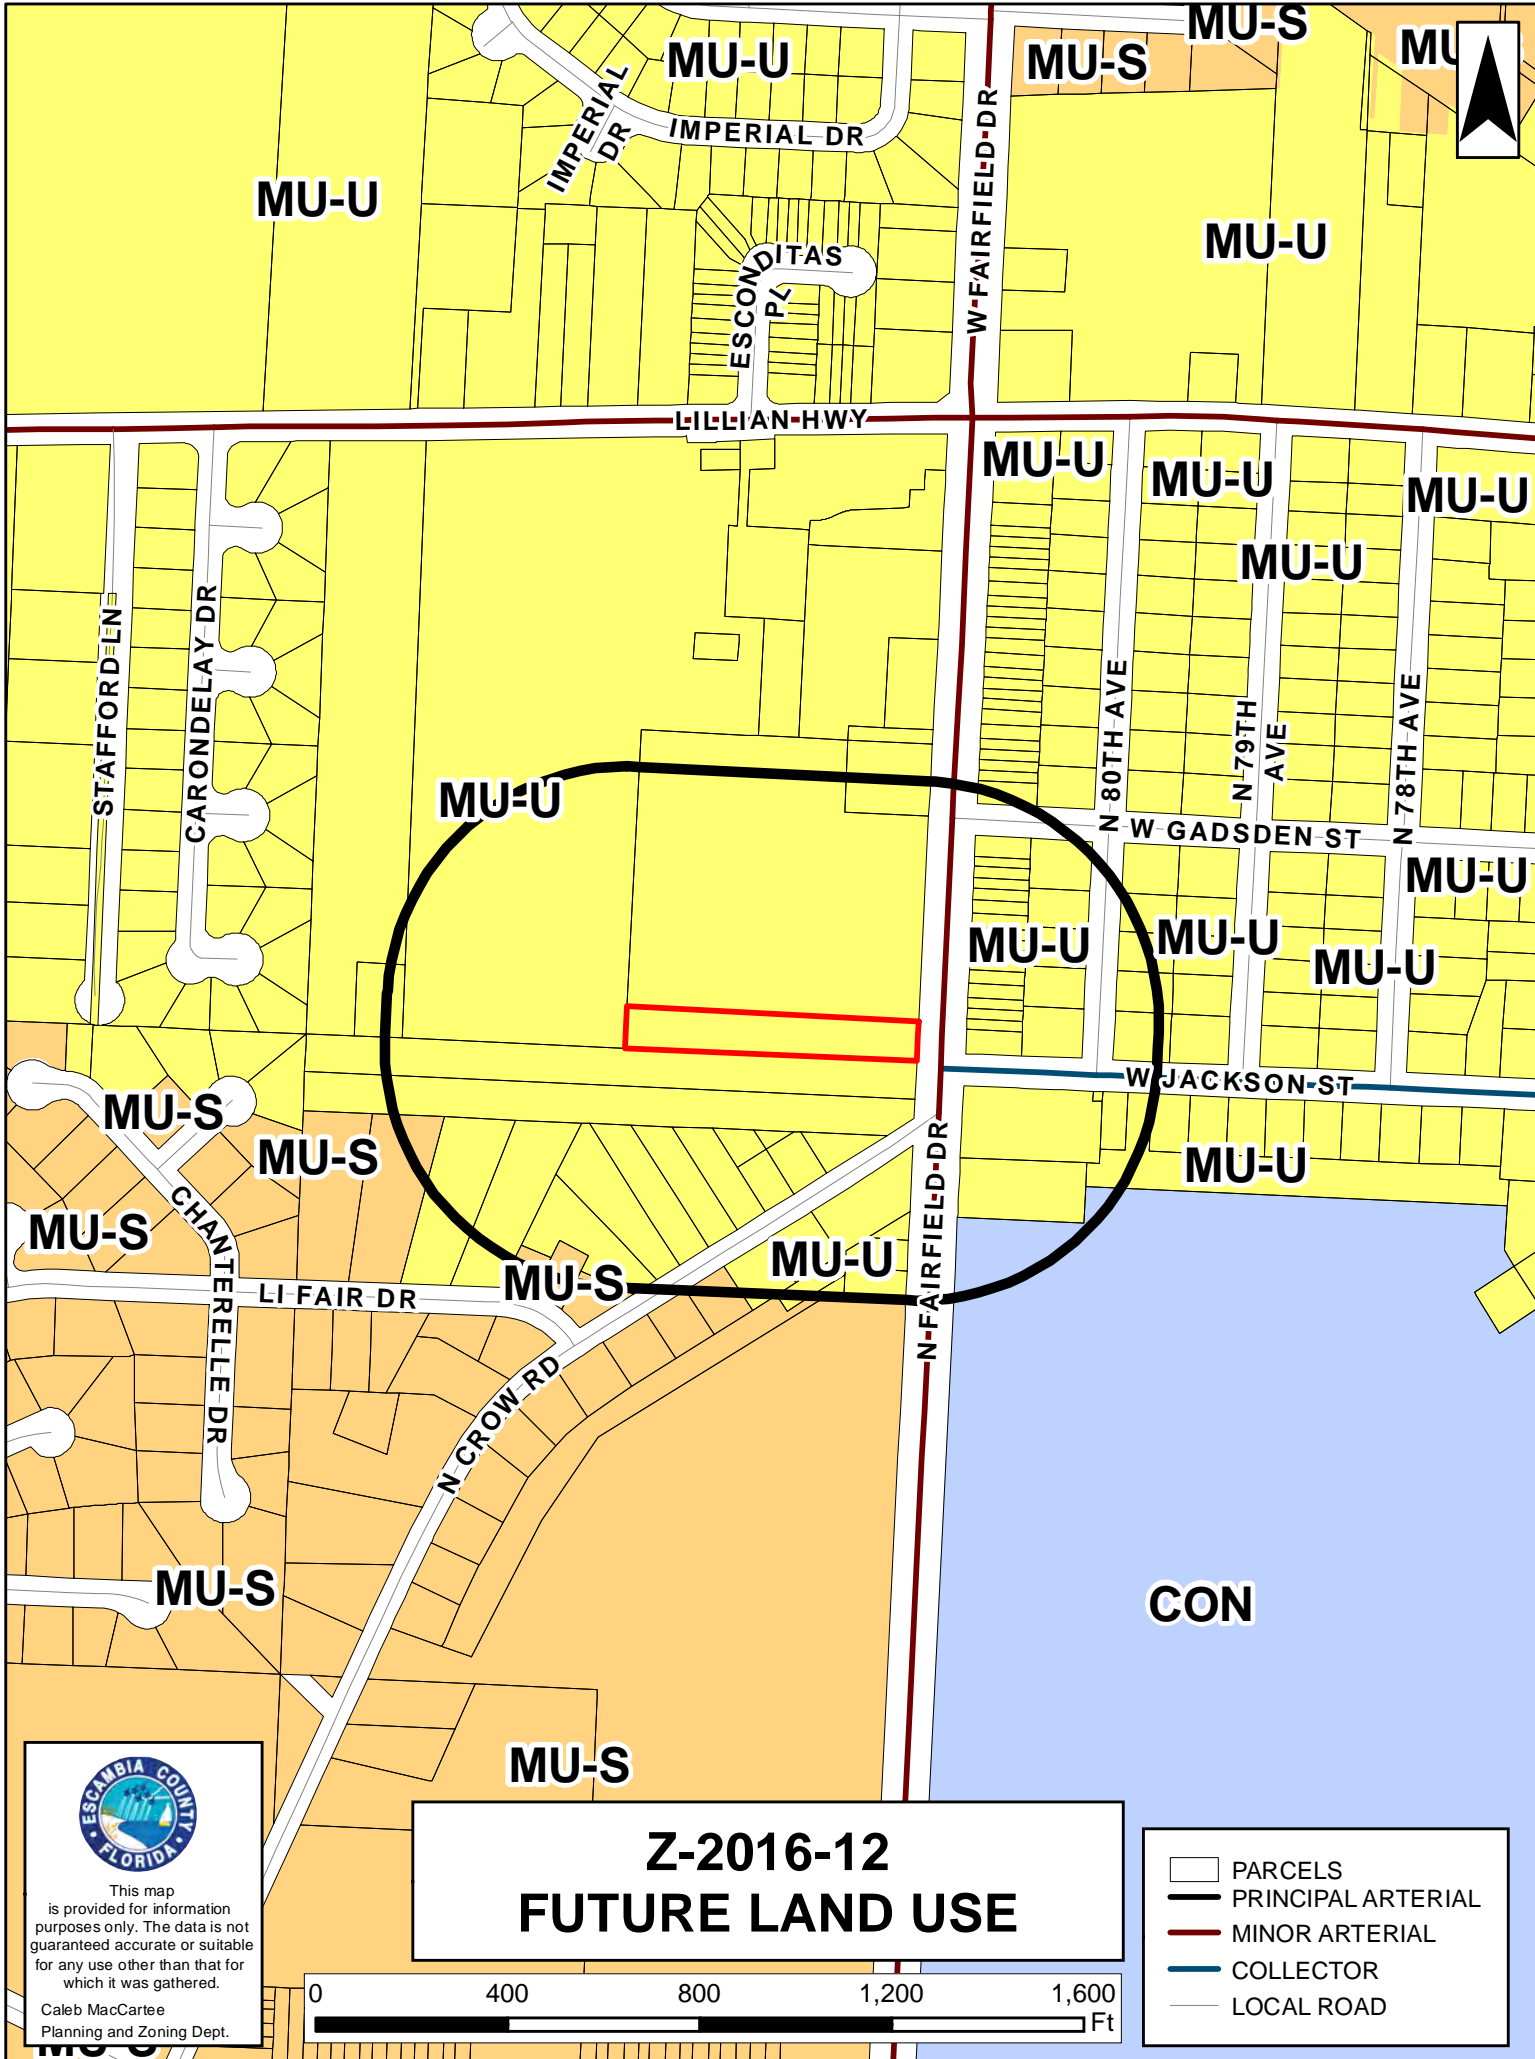 MU-S
MU-U
MU-S
MU
IMPERIAL DR
IMPERIAL DR
W FAIRFIELD DR
MU-U
MU-U
ESCONDITAS PL
LILLIAN HWY
MU-U
MU-U
MU-U
MU-U
STAFFORD LN
CARONDELAY DR
N 80TH AVE
N 79TH AVE
N 78TH AVE
MU-U
W GADSDEN ST
MU-U
MU-U
MU-U
MU-U
W JACKSON ST
MU-S
MU-S
MU-U
MU-S
CHANTERELLE DR
LI FAIR DR
MU-S
MU-U
N FAIRFIELD DR
N CROW RD
MU-S
CON
MU-S
ESCAMBIA COUNTY
FLORIDA
This map
is provided for information
purposes only. The data is not
guaranteed accurate or suitable
for any use other than that for
which it was gathered.
Caleb MacCartee
Planning and Zoning Dept.
Z-2016-12
FUTURE LAND USE
0 400 800 1,200 1,600
Ft
PARCELS
PRINCIPAL ARTERIAL
MINOR ARTERIAL
COLLECTOR
LOCAL ROAD